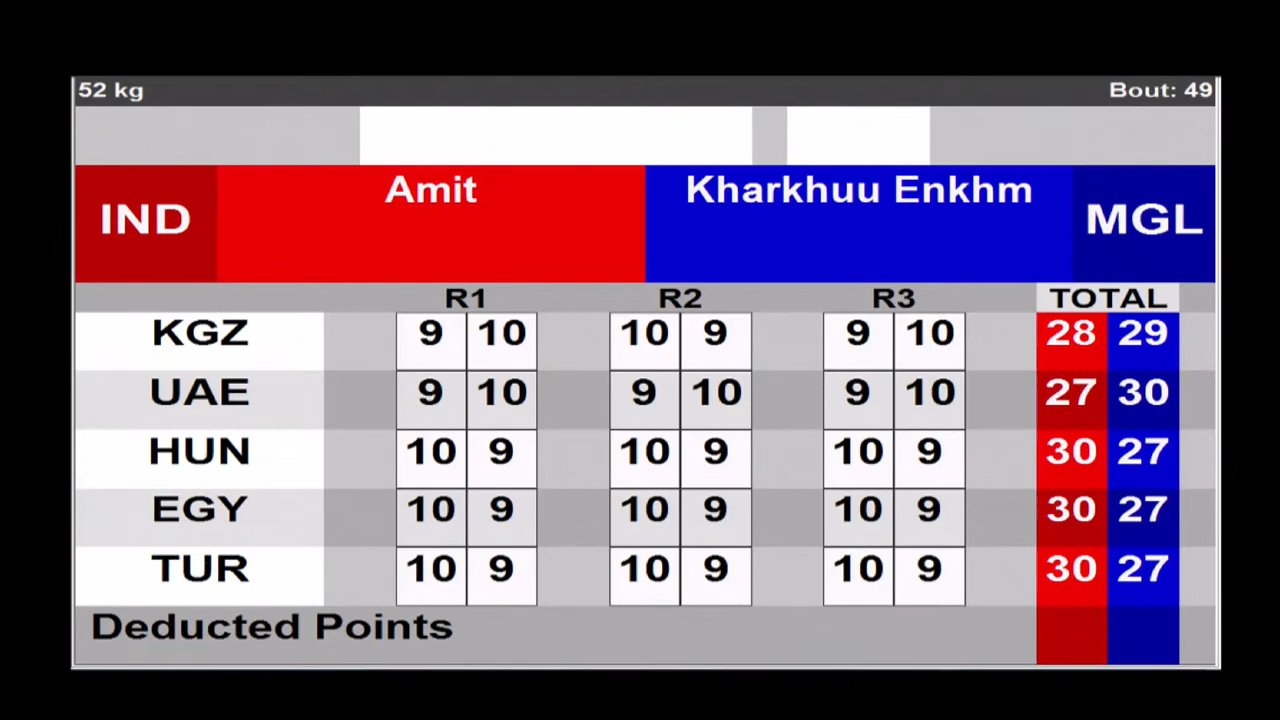 52 kg Bout: 49
IND Amit Kharkhuu Enkhm MGL
R1 R2 R3 TOTAL
KGZ 9 10 10 9 9 10 28 29
UAE 9 10 9 10 9 10 27 30
HUN 10 9 10 9 10 9 30 27
EGY 10 9 10 9 10 9 30 27
TUR 10 9 10 9 10 9 30 27
Deducted Points